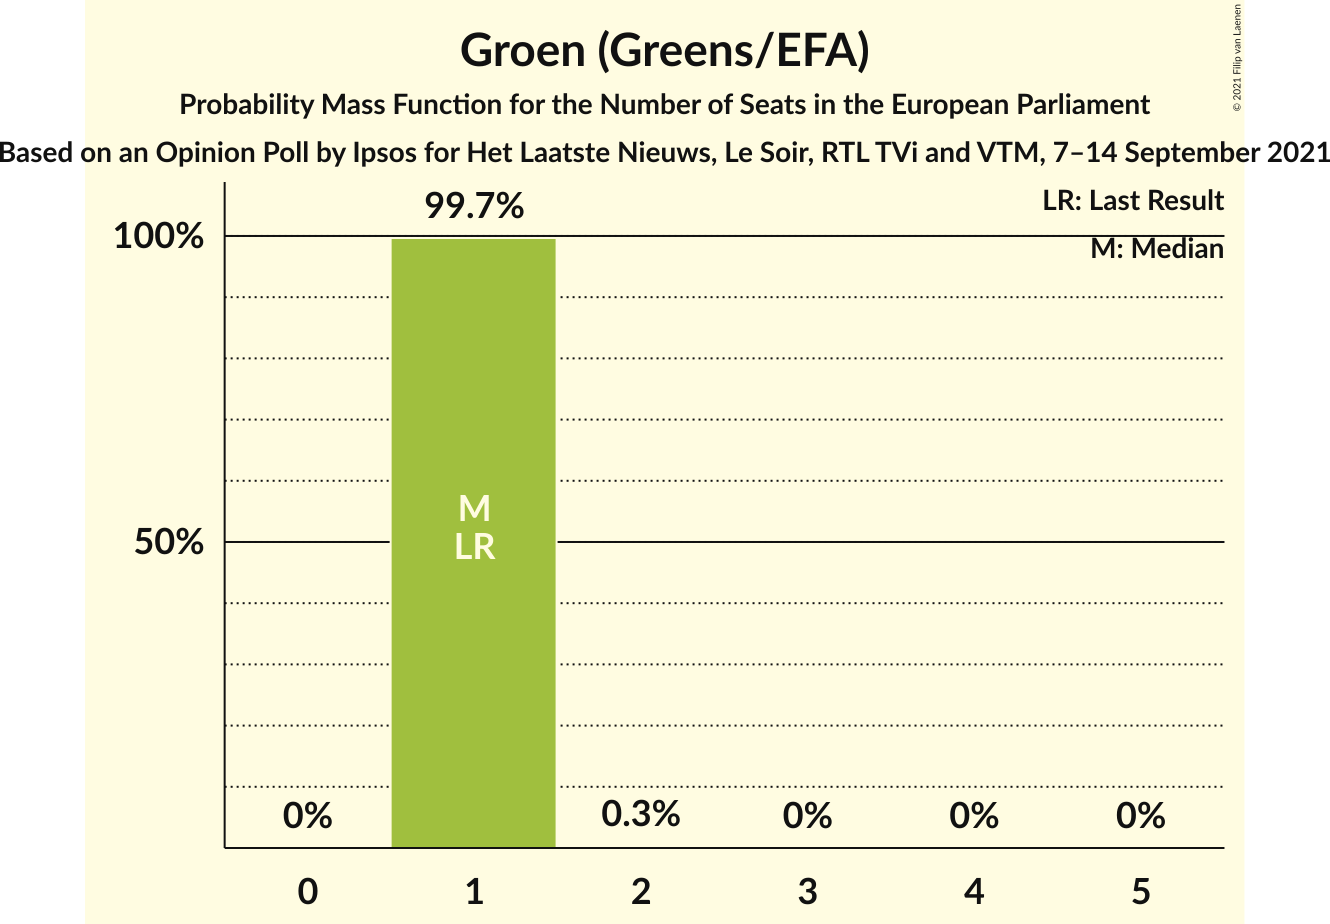 Groen (Greens/EFA)
Probability Mass Function for the Number of Seats in the European Parliament
Based on an Opinion Poll by Ipsos for Het Laatste Nieuws, Le Soir, RTL TVi and VTM, 7–14 September 2021
© 2021 Filip van Laenen
LR: Last Result
M: Median
99.7%
100%
50%
M
LR
0%
0.3%
0%
0%
0%
0
1
2
3
4
5